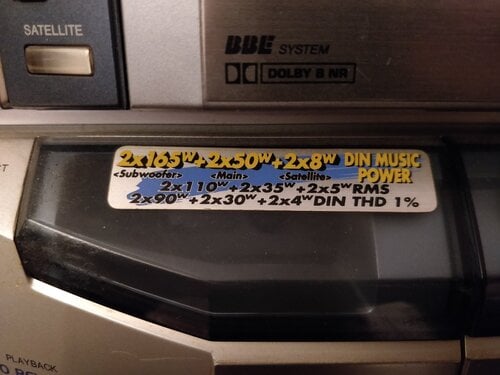 SATELLITE
BBE SYSTEM
DOLBY B NR
2x165W+2x50W+2x8W DIN MUSIC
<Subwoofer> <Main> <Satellite> POWER
2x110W+2x35W+2x5W RMS
2x90W+2x30W+2x4W DIN THD 1%
PLAYBACK